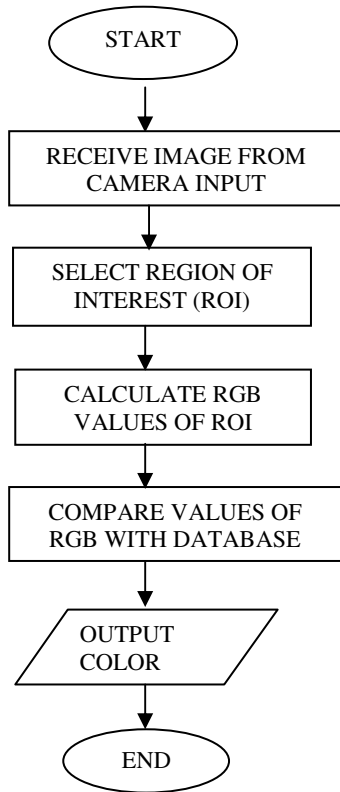 START
RECEIVE IMAGE FROM
CAMERA INPUT
SELECT REGION OF
INTEREST (ROI)
CALCULATE RGB
VALUES OF ROI
COMPARE VALUES OF
RGB WITH DATABASE
OUTPUT
COLOR
END